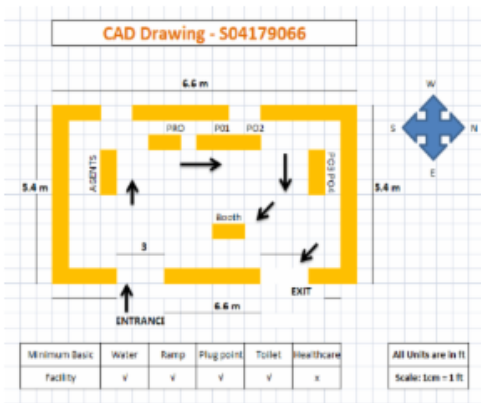 CAD Drawing - S04179066
6.6 m
W
S
N
E
PRO
PO1
PO2
AGENTS
PO3 PO4
5.4 m
5.4 m
Booth
3
EXIT
6.6 m
ENTRANCE
Minimum Basic Water Ramp Plug point Toilet Healthcare
Facility √ √ √ √ x
All Units are in ft
Scale: 1cm = 1 ft